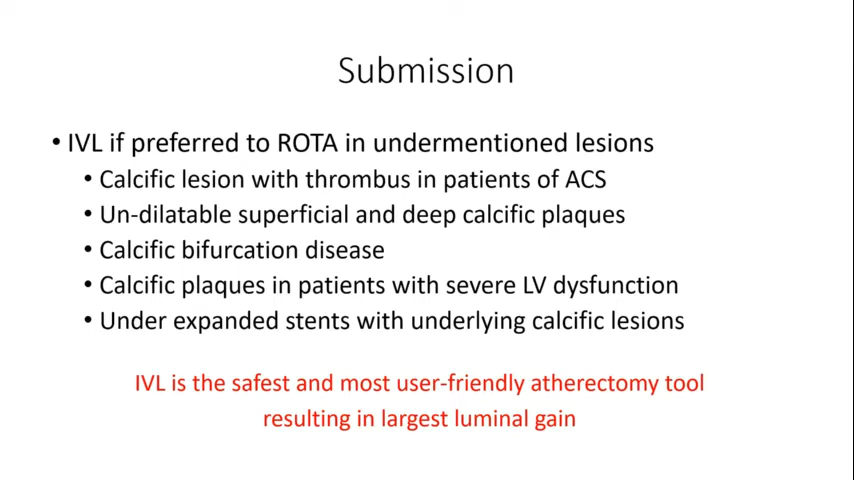 Submission
• IVL if preferred to ROTA in undermentioned lesions
• Calcific lesion with thrombus in patients of ACS
• Un-dilatable superficial and deep calcific plaques
• Calcific bifurcation disease
• Calcific plaques in patients with severe LV dysfunction
• Under expanded stents with underlying calcific lesions
IVL is the safest and most user-friendly atherectomy tool
resulting in largest luminal gain